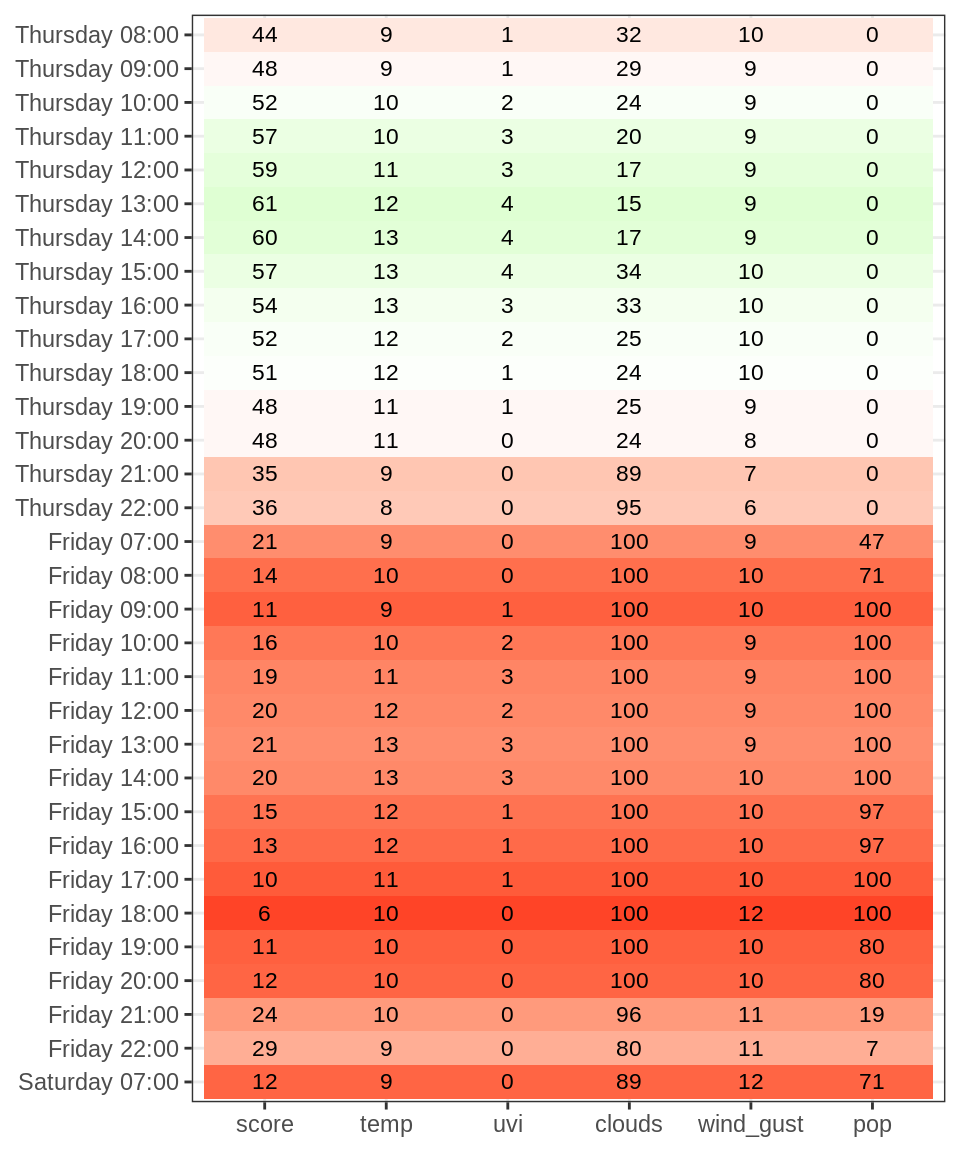 Thursday 08:00 44 9 1 32 10 0
Thursday 09:00 48 9 1 29 9 0
Thursday 10:00 52 10 2 24 9 0
Thursday 11:00 57 10 3 20 9 0
Thursday 12:00 59 11 3 17 9 0
Thursday 13:00 61 12 4 15 9 0
Thursday 14:00 60 13 4 17 9 0
Thursday 15:00 57 13 4 34 10 0
Thursday 16:00 54 13 3 33 10 0
Thursday 17:00 52 12 2 25 10 0
Thursday 18:00 51 12 1 24 10 0
Thursday 19:00 48 11 1 25 9 0
Thursday 20:00 48 11 0 24 8 0
Thursday 21:00 35 9 0 89 7 0
Thursday 22:00 36 8 0 95 6 0
Friday 07:00 21 9 0 100 9 47
Friday 08:00 14 10 0 100 10 71
Friday 09:00 11 9 1 100 10 100
Friday 10:00 16 10 2 100 9 100
Friday 11:00 19 11 3 100 9 100
Friday 12:00 20 12 2 100 9 100
Friday 13:00 21 13 3 100 9 100
Friday 14:00 20 13 3 100 10 100
Friday 15:00 15 12 1 100 10 97
Friday 16:00 13 12 1 100 10 97
Friday 17:00 10 11 1 100 10 100
Friday 18:00 6 10 0 100 12 100
Friday 19:00 11 10 0 100 10 80
Friday 20:00 12 10 0 100 10 80
Friday 21:00 24 10 0 96 11 19
Friday 22:00 29 9 0 80 11 7
Saturday 07:00 12 9 0 89 12 71
score temp uvi clouds wind_gust pop